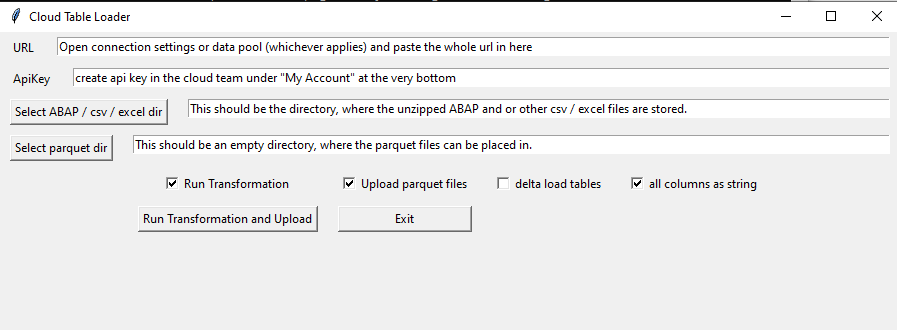 Cloud Table Loader
URL Open connection settings or data pool (whichever applies) and paste the whole url in here
ApiKey create api key in the cloud team under "My Account" at the very bottom
Select ABAP / csv / excel dir This should be the directory, where the unzipped ABAP and or other csv / excel files are stored.
Select parquet dir This should be an empty directory, where the parquet files can be placed in.
Run Transformation Upload parquet files delta load tables all columns as string
Run Transformation and Upload Exit